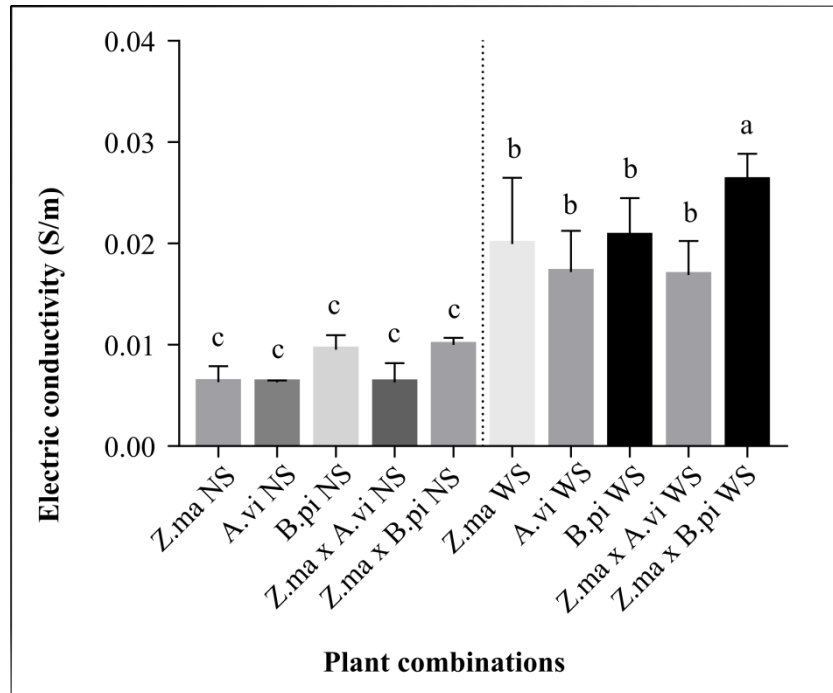 Electric conductivity (S/m)
0.04
0.03
0.02
0.01
0.00
c
c
c
c
c
b
b
b
b
a
Z.ma NS
A.vi NS
B.pi NS
Z.ma x A.vi NS
Z.ma x B.pi NS
Z.ma WS
A.vi WS
B.pi WS
Z.ma x A.vi WS
Z.ma x B.pi WS
Plant combinations